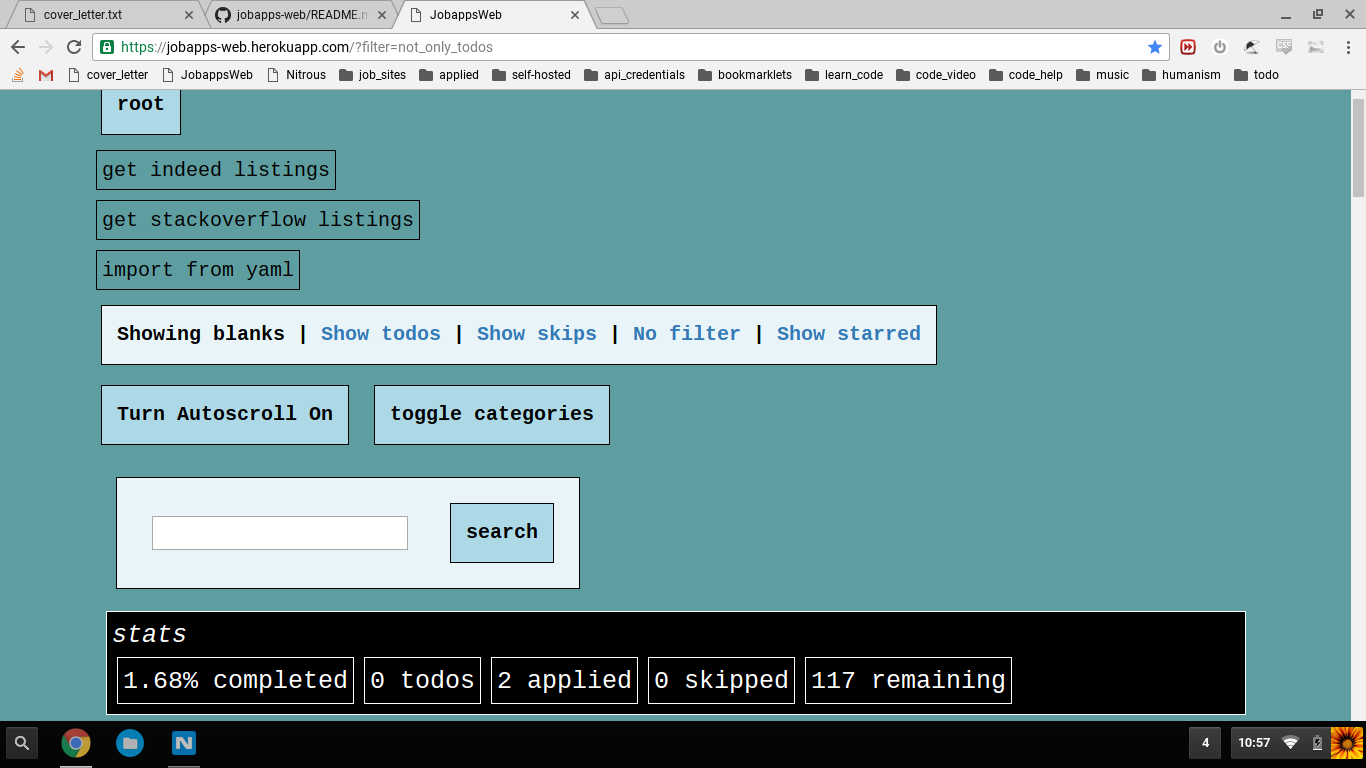 cover_letter.txt jobapps-web/README.m JobappsWeb
https://jobapps-web.herokuapp.com/?filter=not_only_todos
cover_letter JobappsWeb Nitrous job_sites applied self-hosted api_credentials bookmarklets learn_code code_video code_help music humanism todo
root
get indeed listings
get stackoverflow listings
import from yaml
Showing blanks | Show todos | Show skips | No filter | Show starred
Turn Autoscroll On toggle categories
search
stats
1.68% completed 0 todos 2 applied 0 skipped 117 remaining
4 10:57